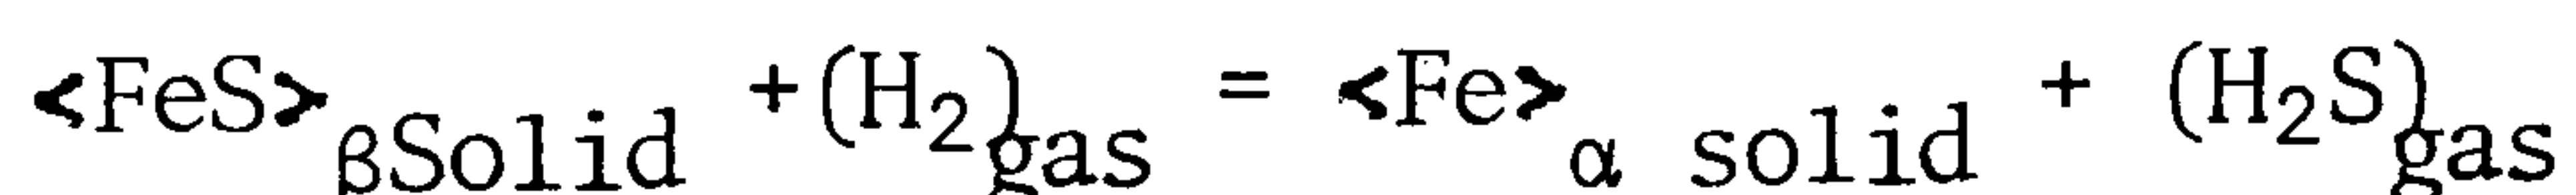 <FeS>βSolid +(H2)gas = <Fe>α solid + (H2S)gas